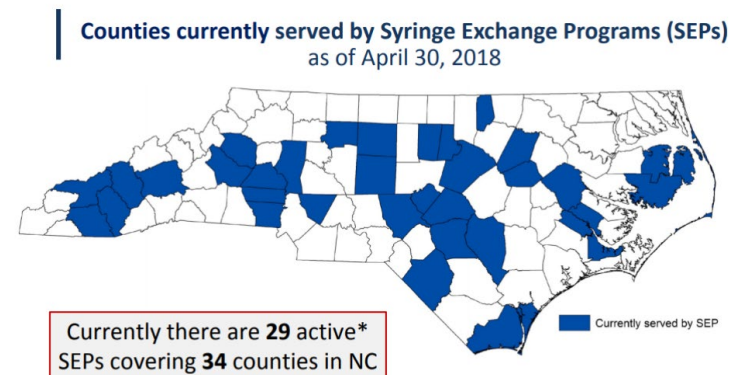 Counties currently served by Syringe Exchange Programs (SEPs)
as of April 30, 2018
Currently served by SEP
Currently there are 29 active*
SEPs covering 34 counties in NC